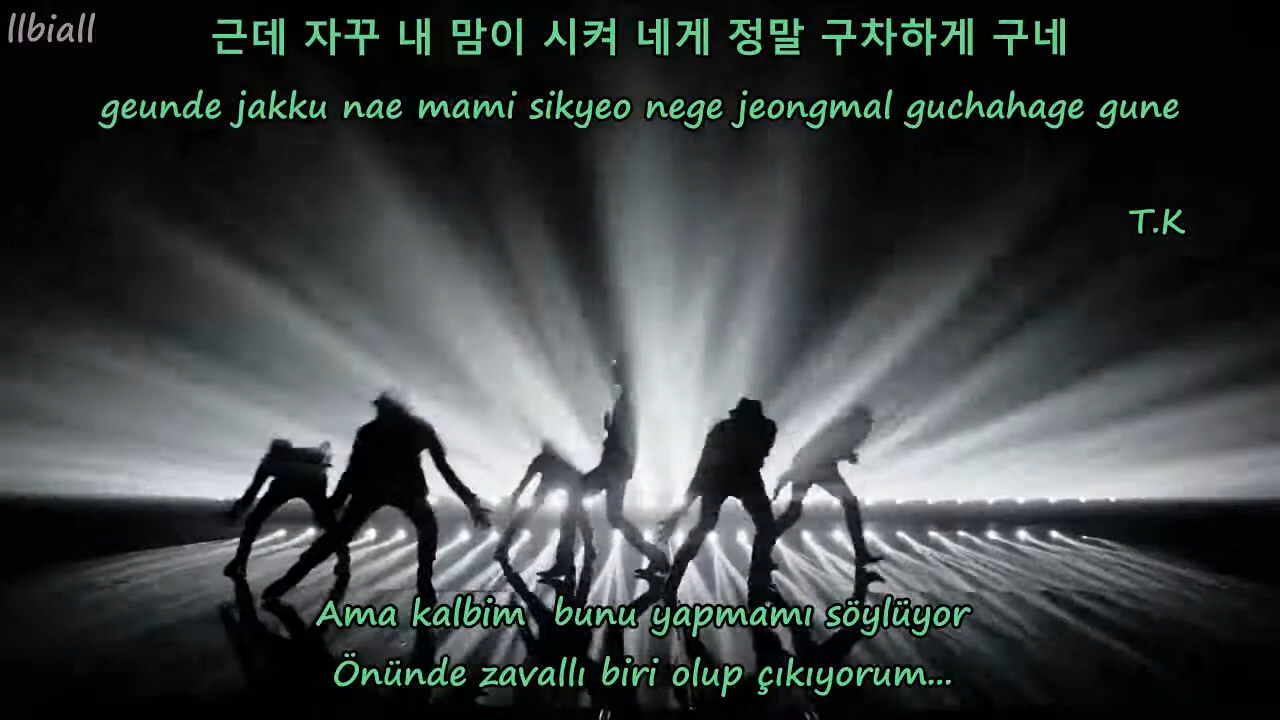 llbiall
근데 자꾸 내 맘이 시켜 네게 정말 구차하게 구네
geunde jakku nae mami sikyeo nege jeongmal guchahage gune
T.K
Ama kalbim bunu yapmamı söylüyor
Önünde zavallı biri olup çıkıyorum...